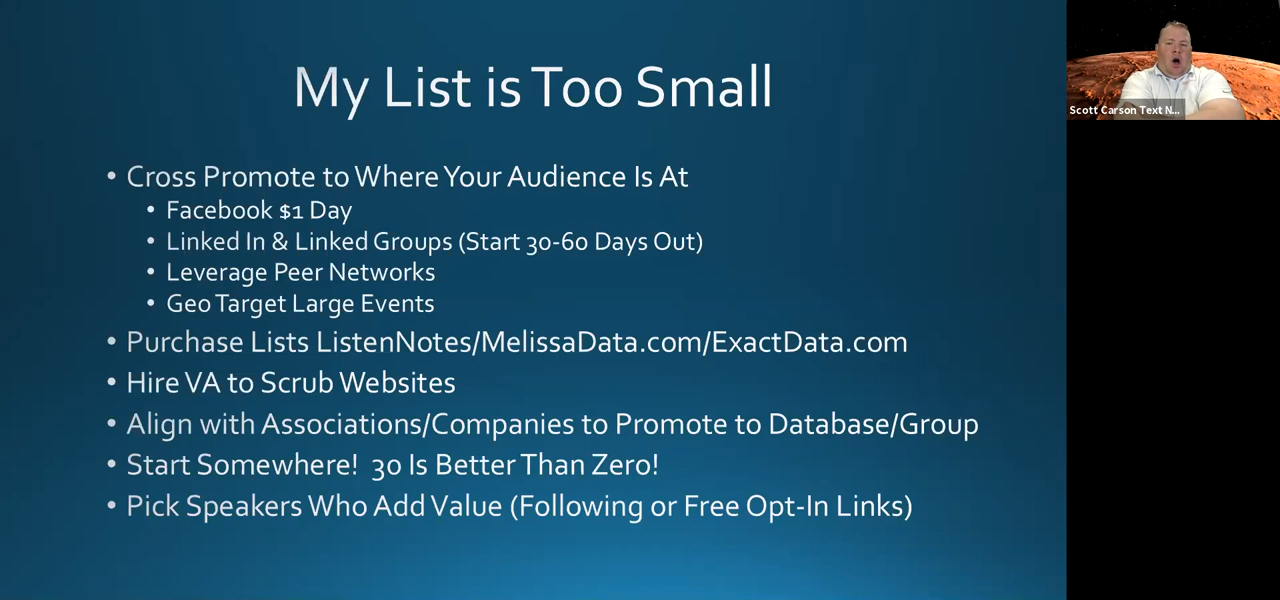 My List is Too Small
• Cross Promote to Where Your Audience Is At
• Facebook $1 Day
• Linked In & Linked Groups (Start 30-60 Days Out)
• Leverage Peer Networks
• Geo Target Large Events
• Purchase Lists ListenNotes/MelissaData.com/ExactData.com
• Hire VA to Scrub Websites
• Align with Associations/Companies to Promote to Database/Group
• Start Somewhere!  30 Is Better Than Zero!
• Pick Speakers Who Add Value (Following or Free Opt-In Links)
Scott Carson Text N...